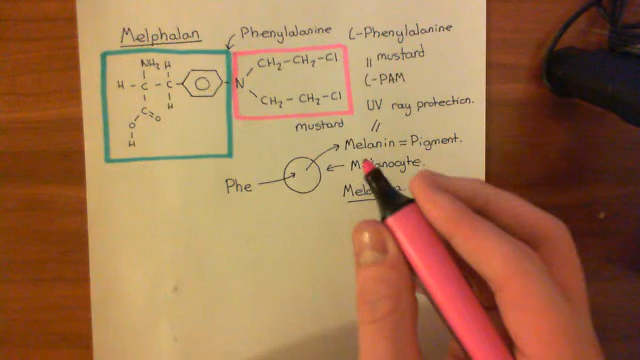 Melphalan
Phenylalanine
L-Phenylalanine
mustard
L-PAM
NH₂ H
H - C - C - N
H
C = O
O
H
CH₂-CH₂-Cl
CH₂-CH₂-Cl
mustard
UV ray protection.
Melanin = Pigment.
Phe